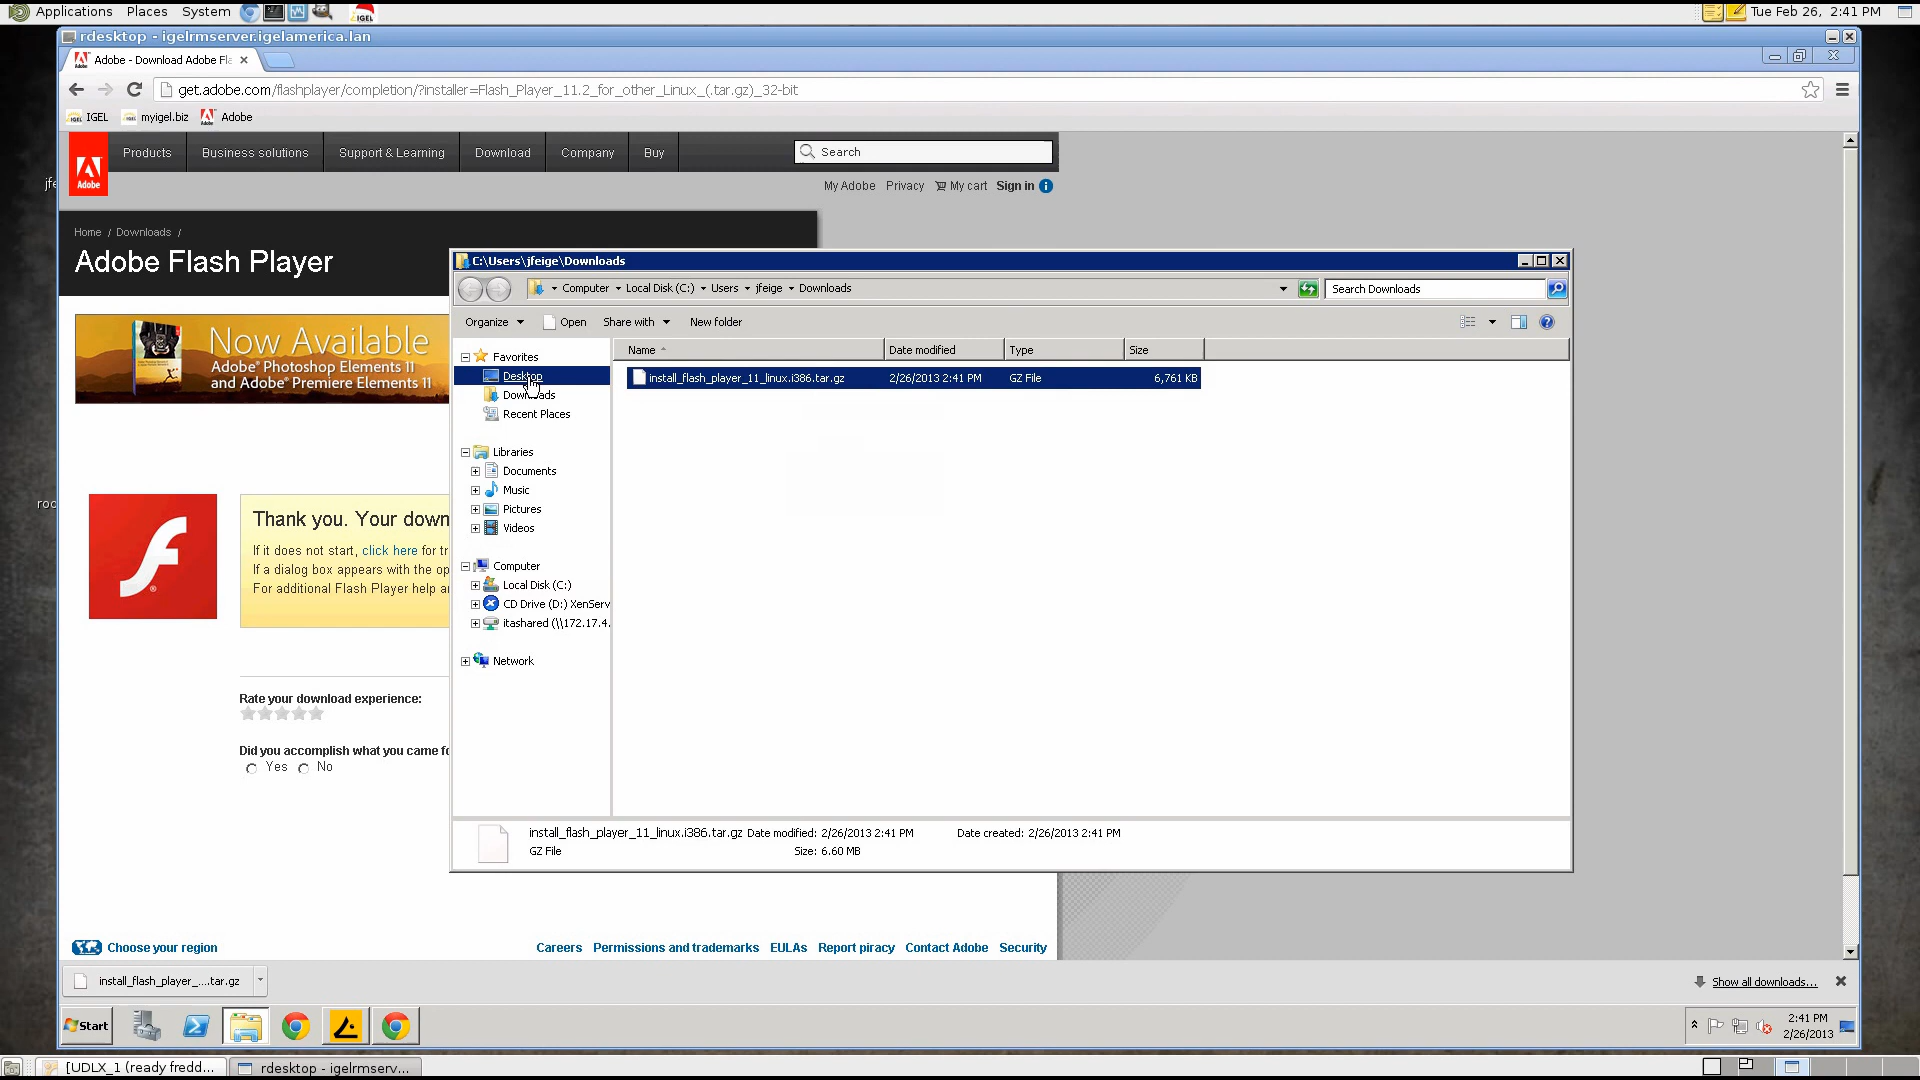 Applications Places System
IGEL
Tue Feb 26, 2:41 PM
rdesktop - igelrmserver.igelamerica.lan
Adobe - Download Adobe Fla
get.adobe.com/flashplayer/completion/?installer=Flash_Player_11.2_for_other_Linux_(.tar.gz)_32-bit
IGEL myigel.biz Adobe
Adobe
Products Business solutions Support & Learning Download Company Buy
Search
My Adobe Privacy My cart Sign in
jfe
Home / Downloads /
Adobe Flash Player
C:\Users\jfeige\Downloads
Computer Local Disk (C:) Users jfeige Downloads
Search Downloads
Organize Open Share with New folder
Name Date modified Type Size
install_flash_player_11_linux.i386.tar.gz 2/26/2013 2:41 PM GZ File 6,761 KB
Favorites
Desktop
Downloads
Recent Places
Libraries
Documents
Music
Pictures
Videos
Computer
Local Disk (C:)
CD Drive (D:) XenServ
itashared (\\172.17.4.
Network
install_flash_player_11_linux.i386.tar.gz Date modified: 2/26/2013 2:41 PM Date created: 2/26/2013 2:41 PM
GZ File Size: 6.60 MB
Now Available
Adobe® Photoshop Elements 11
and Adobe® Premiere Elements 11
roo
Thank you. Your down
If it does not start, click here for tr
If a dialog box appears with the op
For additional Flash Player help a
Rate your download experience:
Did you accomplish what you came fo
Yes No
Choose your region
Careers Permissions and trademarks EULAs Report piracy Contact Adobe Security
install_flash_player_....tar.gz
Show all downloads...
Start
2:41 PM
2/26/2013
[UDLX_1 (ready fredd...
rdesktop - igelrmserv...